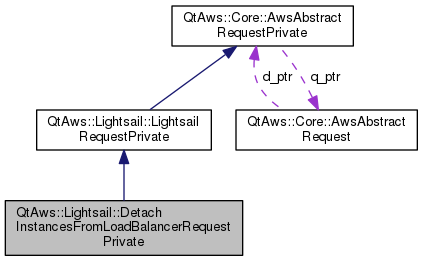 QtAws::Core::AwsAbstract
RequestPrivate
d_ptr
q_ptr
QtAws::Lightsail::Lightsail
RequestPrivate
QtAws::Core::AwsAbstract
Request
QtAws::Lightsail::Detach
InstancesFromLoadBalancerRequest
Private